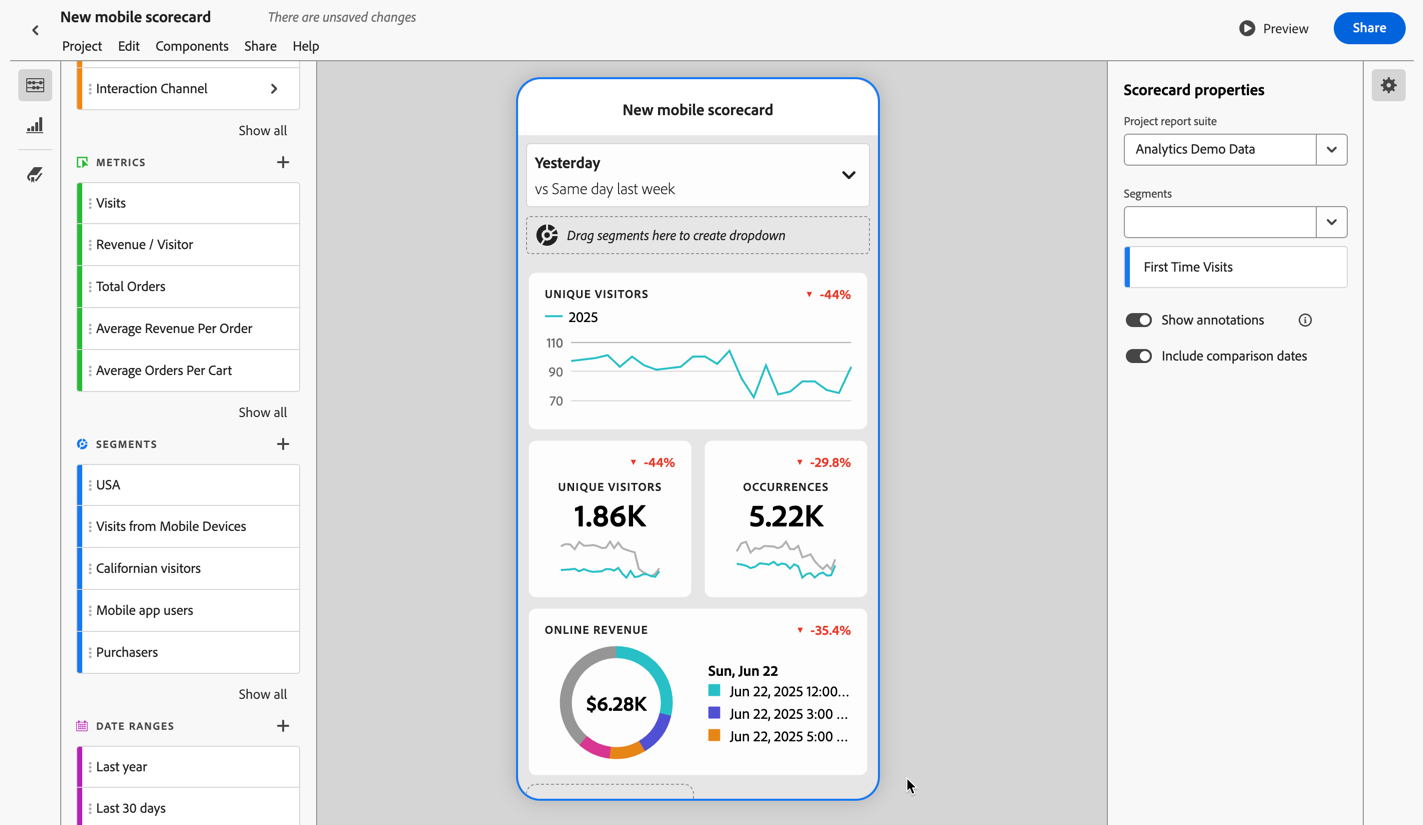 New mobile scorecard
There are unsaved changes
Project Edit Components Share Help
Preview
Share
Interaction Channel
Show all
METRICS
Visits
Revenue / Visitor
Total Orders
Average Revenue Per Order
Average Orders Per Cart
Show all
SEGMENTS
USA
Visits from Mobile Devices
Californian visitors
Mobile app users
Purchasers
Show all
DATE RANGES
Last year
Last 30 days
New mobile scorecard
Yesterday
vs Same day last week
Drag segments here to create dropdown
UNIQUE VISITORS
-44%
2025
110
90
70
-44%
UNIQUE VISITORS
1.86K
-29.8%
OCCURRENCES
5.22K
ONLINE REVENUE
-35.4%
$6.28K
Sun, Jun 22
Jun 22, 2025 12:00...
Jun 22, 2025 3:00 ...
Jun 22, 2025 5:00 ...
Scorecard properties
Project report suite
Analytics Demo Data
Segments
First Time Visits
Show annotations
Include comparison dates